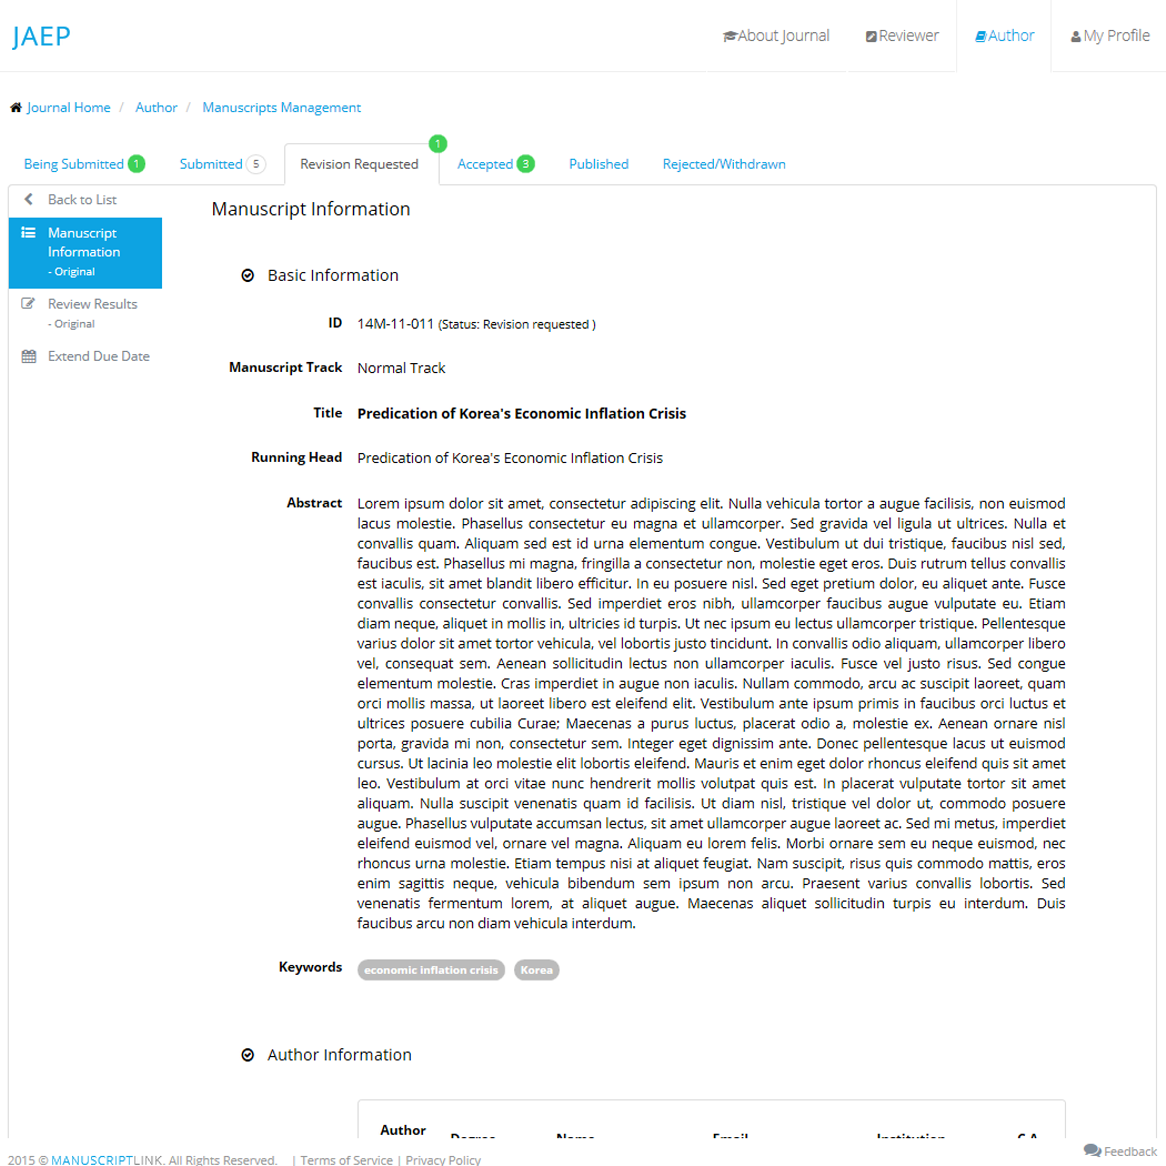 JAEP
About Journal
Reviewer
Author
My Profile
Journal Home / Author / Manuscripts Management
Being Submitted 1
Submitted 5
Revision Requested 1
Accepted 3
Published
Rejected/Withdrawn
Back to List
Manuscript
Information
- Original
Review Results
- Original
Extend Due Date
Manuscript Information
Basic Information
ID 14M-11-011 (Status: Revision requested )
Manuscript Track Normal Track
Title Predication of Korea's Economic Inflation Crisis
Running Head Predication of Korea's Economic Inflation Crisis
Abstract Lorem ipsum dolor sit amet, consectetur adipiscing elit. Nulla vehicula tortor a augue facilisis, non euismod
lacus molestie. Phasellus consectetur eu magna et ullamcorper. Sed gravida vel ligula ut ultrices. Nulla et
convallis quam. Aliquam sed est id urna elementum congue. Vestibulum ut dui tristique, faucibus nisl sed,
faucibus est. Phasellus mi magna, fringilla a consectetur non, molestie eget eros. Duis rutrum tellus convallis
est iaculis, sit amet blandit libero efficitur. In eu posuere nisl. Sed eget pretium dolor, eu aliquet ante. Fusce
convallis consectetur convallis. Sed imperdiet eros nibh, ullamcorper faucibus augue vulputate eu. Etiam
diam neque, aliquet in mollis in, ultricies id turpis. Ut nec ipsum eu lectus ullamcorper tristique. Pellentesque
varius dolor sit amet tortor vehicula, vel lobortis justo tincidunt. In convallis odio aliquam, ullamcorper libero
vel, consequat sem. Aenean sollicitudin lectus non ullamcorper iaculis. Fusce vel justo risus. Sed congue
elementum molestie. Cras imperdiet in augue non iaculis. Nullam commodo, arcu ac suscipit laoreet, quam
orci mollis massa, ut laoreet libero est eleifend elit. Vestibulum ante ipsum primis in faucibus orci luctus et
ultrices posuere cubilia Curae; Maecenas a purus luctus, placerat odio a, molestie ex. Aenean ornare nisl
porta, gravida mi non, consectetur sem. Integer eget dignissim ante. Donec pellentesque lacus ut euismod
cursus. Ut lacinia leo molestie elit lobortis eleifend. Mauris et enim eget dolor rhoncus eleifend quis sit amet
leo. Vestibulum at orci vitae nunc hendrerit mollis volutpat quis est. In placerat vulputate tortor sit amet
aliquam. Nulla suscipit venenatis quam id facilisis. Ut diam nisl, tristique vel dolor ut, commodo posuere
augue. Phasellus vulputate accumsan lectus, sit amet ullamcorper augue laoreet ac. Sed mi metus, imperdiet
eleifend euismod vel, ornare vel magna. Aliquam eu lorem felis. Morbi ornare sem eu neque euismod, nec
rhoncus urna molestie. Etiam tempus nisi at aliquet feugiat. Nam suscipit, risus quis commodo mattis, eros
enim sagittis neque, vehicula bibendum sem ipsum non arcu. Praesent varius convallis lobortis. Sed
venenatis fermentum lorem, at aliquet augue. Maecenas aliquet sollicitudin turpis eu interdum. Duis
faucibus arcu non diam vehicula interdum.
Keywords economic inflation crisis Korea
Author Information
Author
Degree Name Email Institution C.A
Feedback
2015 © MANUSCRIPTLINK. All Rights Reserved. | Terms of Service | Privacy Policy